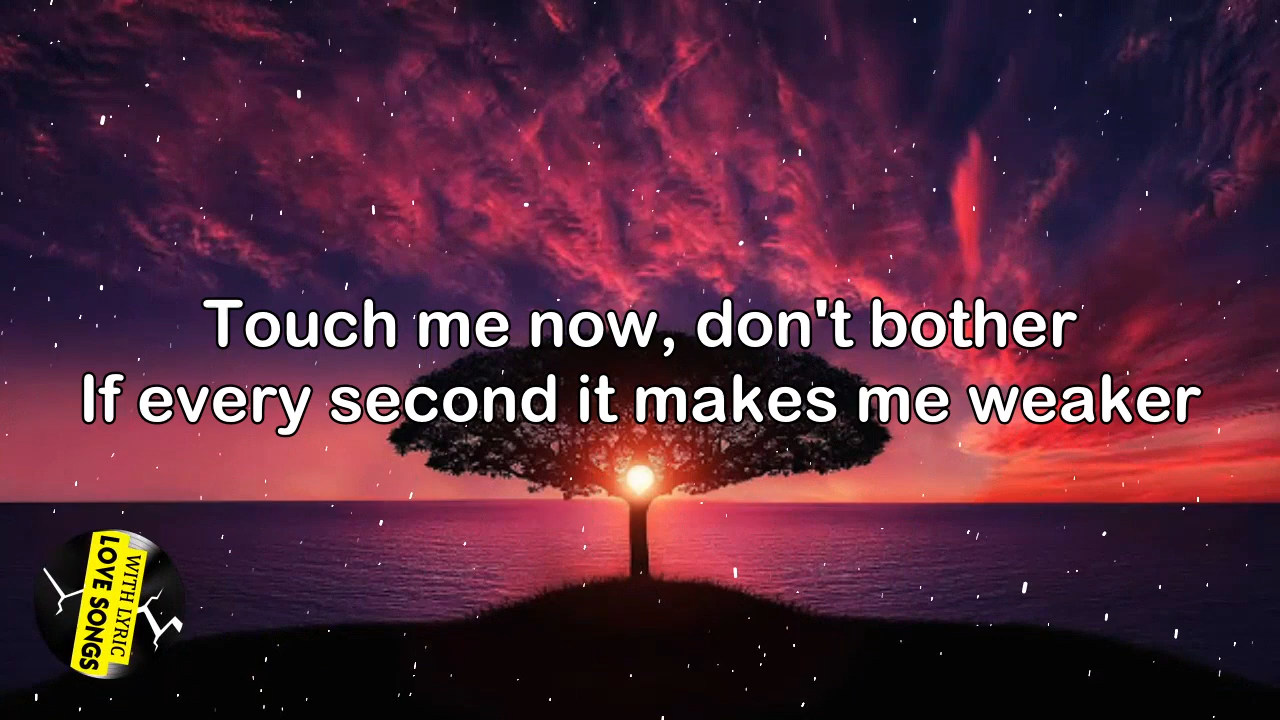 Touch me now, don't bother
If every second it makes me weaker
WITH LYRIC
LOVE SONGS